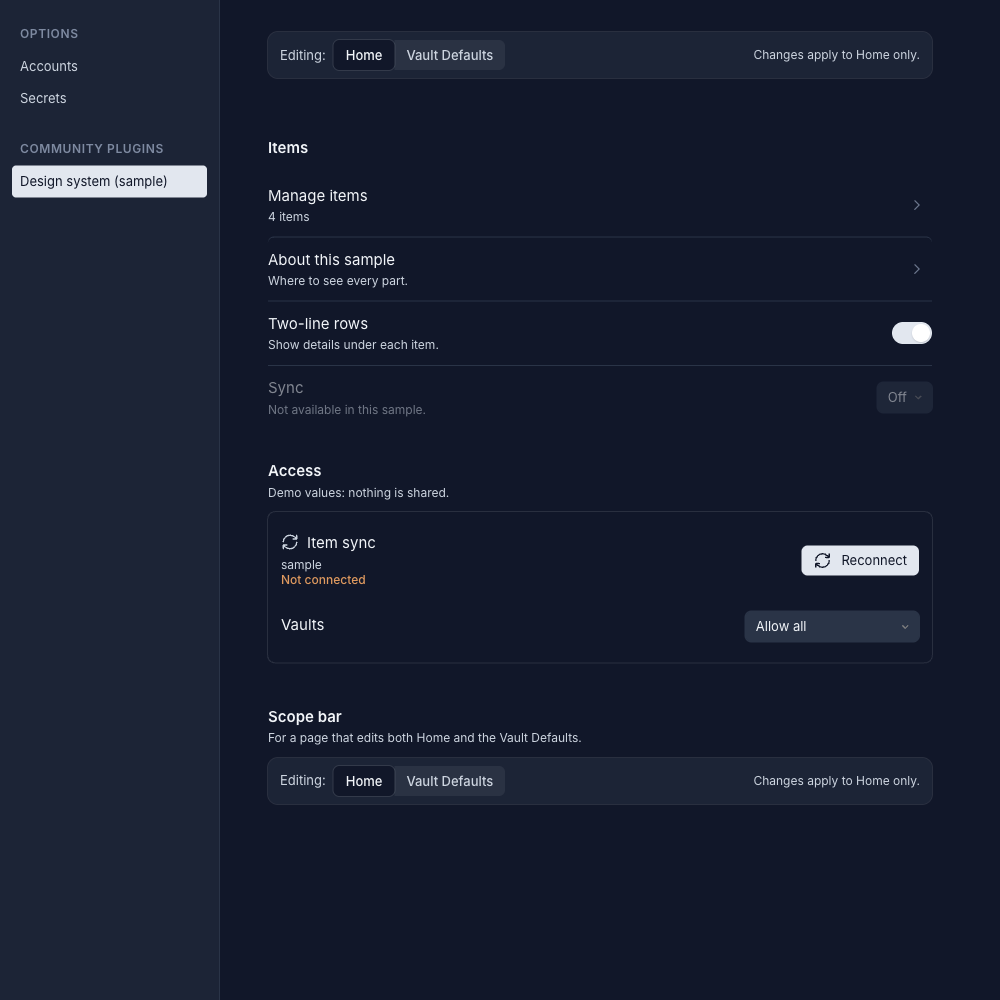 OPTIONS
Accounts
Secrets
COMMUNITY PLUGINS
Design system (sample)
Editing: Home Vault Defaults Changes apply to Home only.
Items
Manage items
4 items
About this sample
Where to see every part.
Two-line rows
Show details under each item.
Sync
Not available in this sample.
Off
Access
Demo values: nothing is shared.
Item sync
sample
Not connected
Reconnect
Vaults
Allow all
Scope bar
For a page that edits both Home and the Vault Defaults.
Editing: Home Vault Defaults Changes apply to Home only.